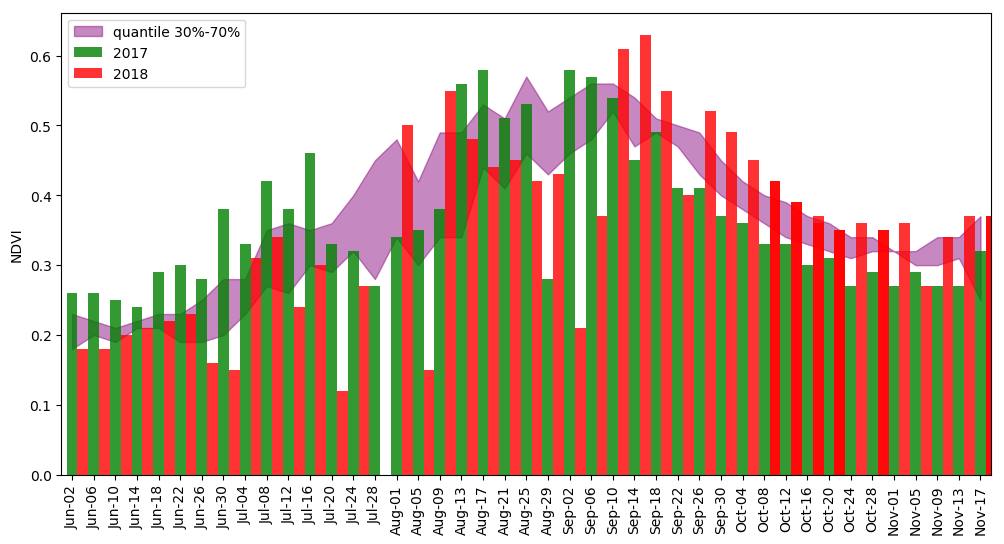 quantile 30%-70%
2017
2018
NDVI
0.6
0.5
0.4
0.3
0.2
0.1
0.0
Jun-02
Jun-06
Jun-10
Jun-14
Jun-18
Jun-22
Jun-26
Jun-30
Jul-04
Jul-08
Jul-12
Jul-16
Jul-20
Jul-24
Jul-28
Aug-01
Aug-05
Aug-09
Aug-13
Aug-17
Aug-21
Aug-25
Aug-29
Sep-02
Sep-06
Sep-10
Sep-14
Sep-18
Sep-22
Sep-26
Sep-30
Oct-04
Oct-08
Oct-12
Oct-16
Oct-20
Oct-24
Oct-28
Nov-01
Nov-05
Nov-09
Nov-13
Nov-17